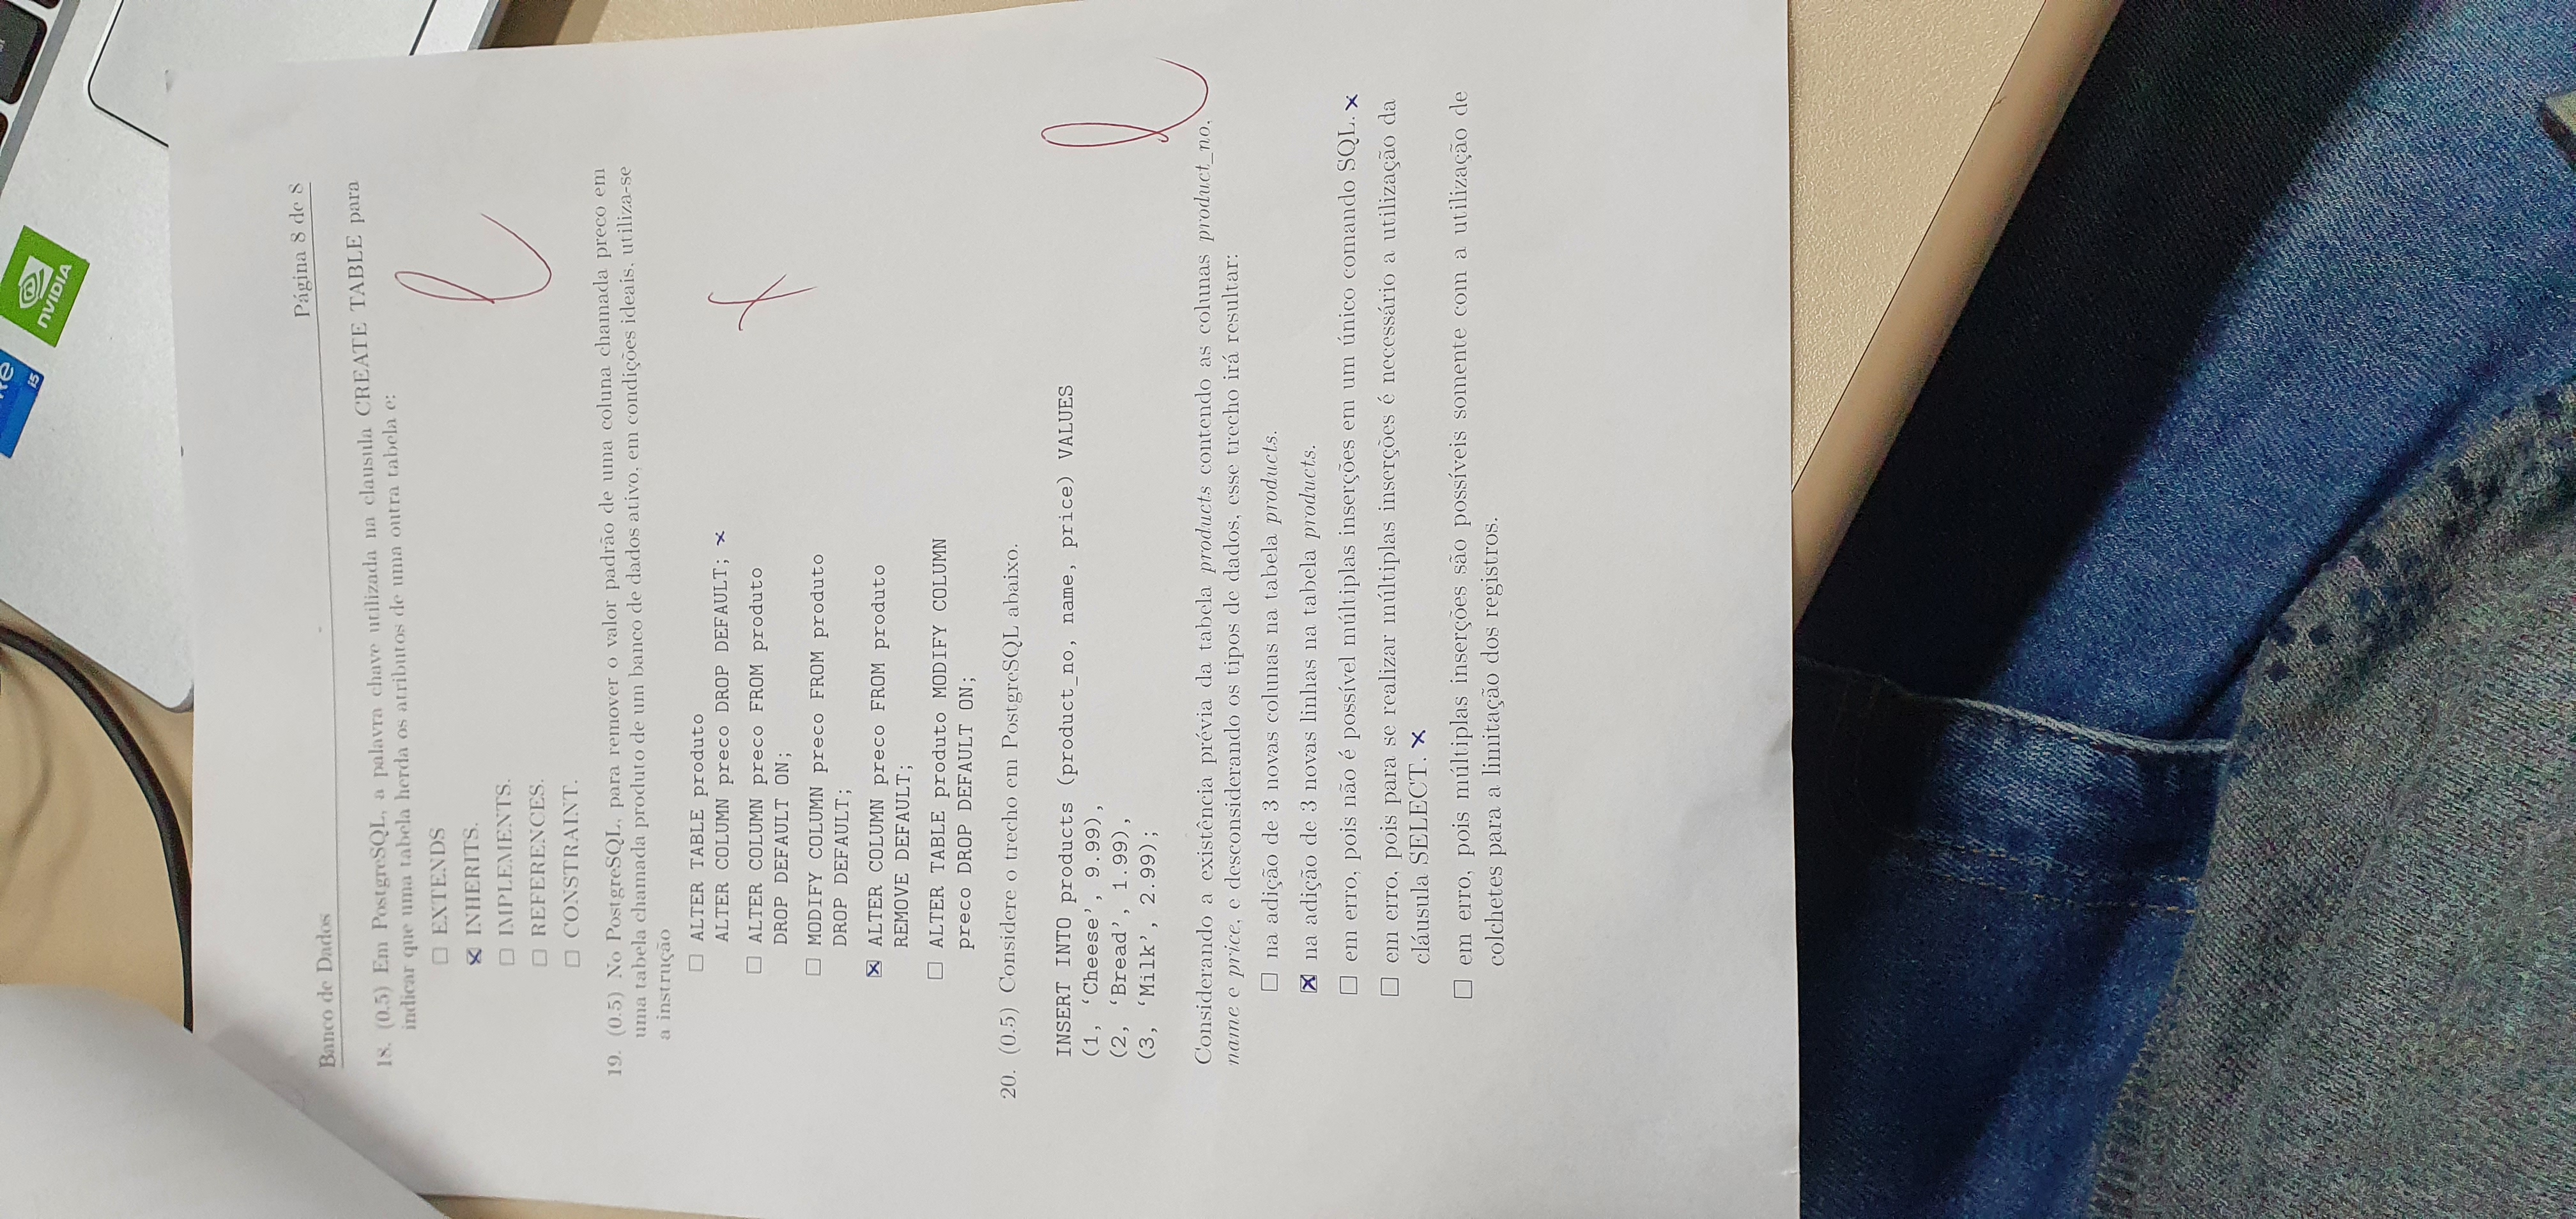 i5
NVIDIA
Banco de Dados
Página 8 de 8
18. (0.5) Em PostgreSQL, a palavra chave utilizada na clausula CREATE TABLE para
indicar que uma tabela herda os atributos de uma outra tabela e:
EXTENDS
INHERITS.
IMPLEMENTS.
REFERENCES.
CONSTRAINT.
19. (0.5) No PostgreSQL, para remover o valor padrão de uma coluna chamada preco em
uma tabela chamada produto de um banco de dados ativo, em condições ideais, utiliza-se
a instrução
ALTER TABLE produto
ALTER COLUMN preco DROP DEFAULT;
ALTER COLUMN preco FROM produto
DROP DEFAULT ON;
MODIFY COLUMN preco FROM produto
DROP DEFAULT;
ALTER COLUMN preco FROM produto
REMOVE DEFAULT;
ALTER TABLE produto MODIFY COLUMN
preco DROP DEFAULT ON;
20. (0.5) Considere o trecho em PostgreSQL abaixo.
INSERT INTO products (product_no, name, price) VALUES
(1, ‘Cheese’, 9.99),
(2, ‘Bread’, 1.99),
(3, ‘Milk’, 2.99);
Considerando a existência prévia da tabela products contendo as colunas product_no,
name e price, e desconsiderando os tipos de dados, esse trecho irá resultar:
na adição de 3 novas colunas na tabela products.
na adição de 3 novas linhas na tabela products.
em erro, pois não é possível múltiplas inserções em um único comando SQL.
em erro, pois para se realizar múltiplas inserções é necessário a utilização da
cláusula SELECT.
em erro, pois múltiplas inserções são possíveis somente com a utilização de
colchetes para a limitação dos registros.